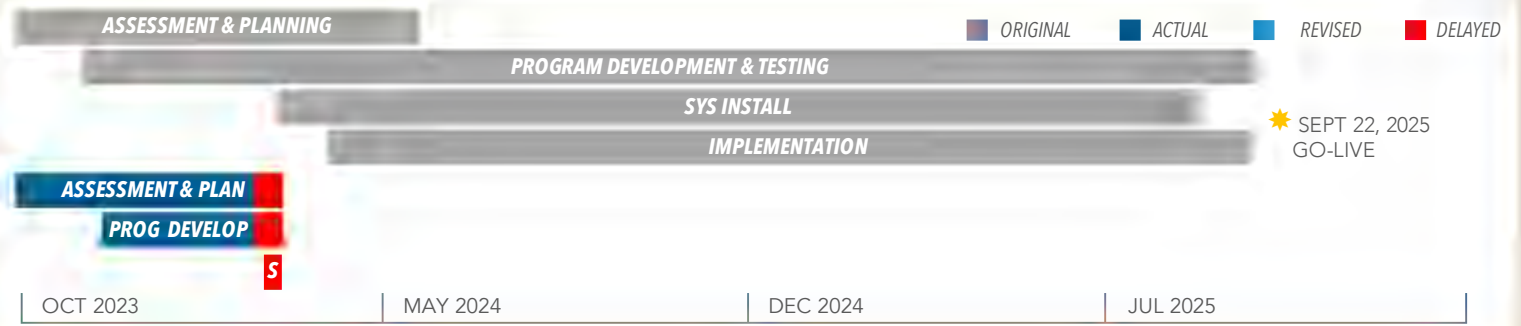 ASSESSMENT & PLANNING
ORIGINAL ACTUAL REVISED DELAYED
PROGRAM DEVELOPMENT & TESTING
SYS INSTALL
SEPT 22, 2025
GO-LIVE
IMPLEMENTATION
ASSESSMENT & PLAN
PROG DEVELOP
S
OCT 2023 MAY 2024 DEC 2024 JUL 2025